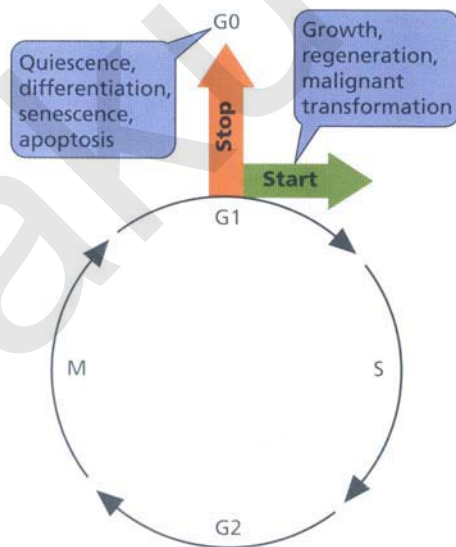 G0
Quiescence,
differentiation,
senescence,
apoptosis
Growth,
regeneration,
malignant
transformation
Stop
Start
G1
M
S
G2